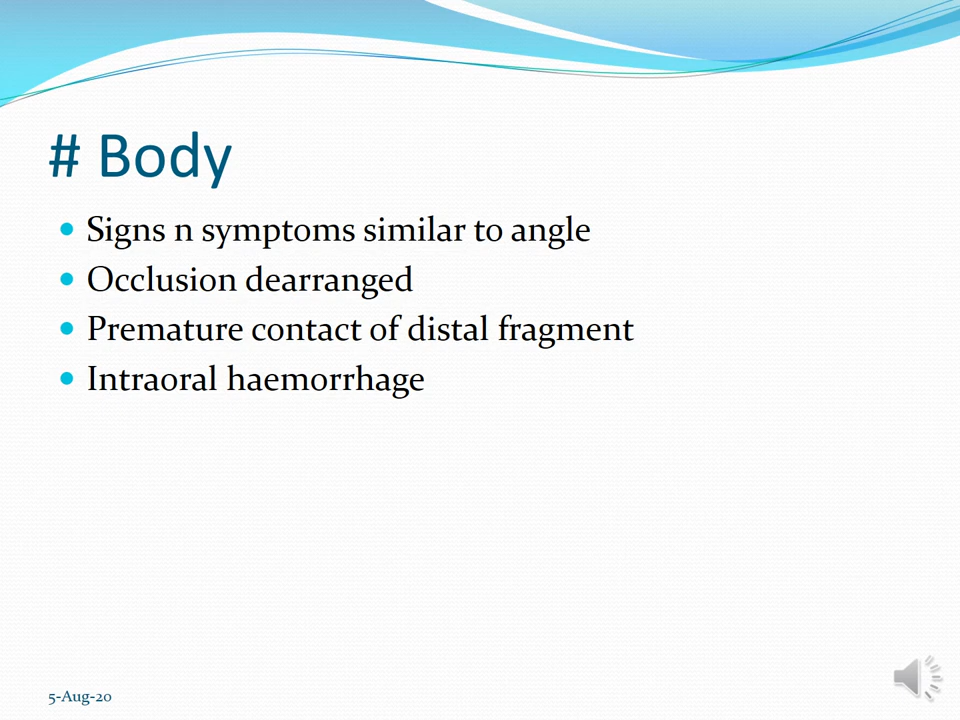 # Body
Signs n symptoms similar to angle
Occlusion dearranged
Premature contact of distal fragment
Intraoral haemorrhage
5-Aug-20